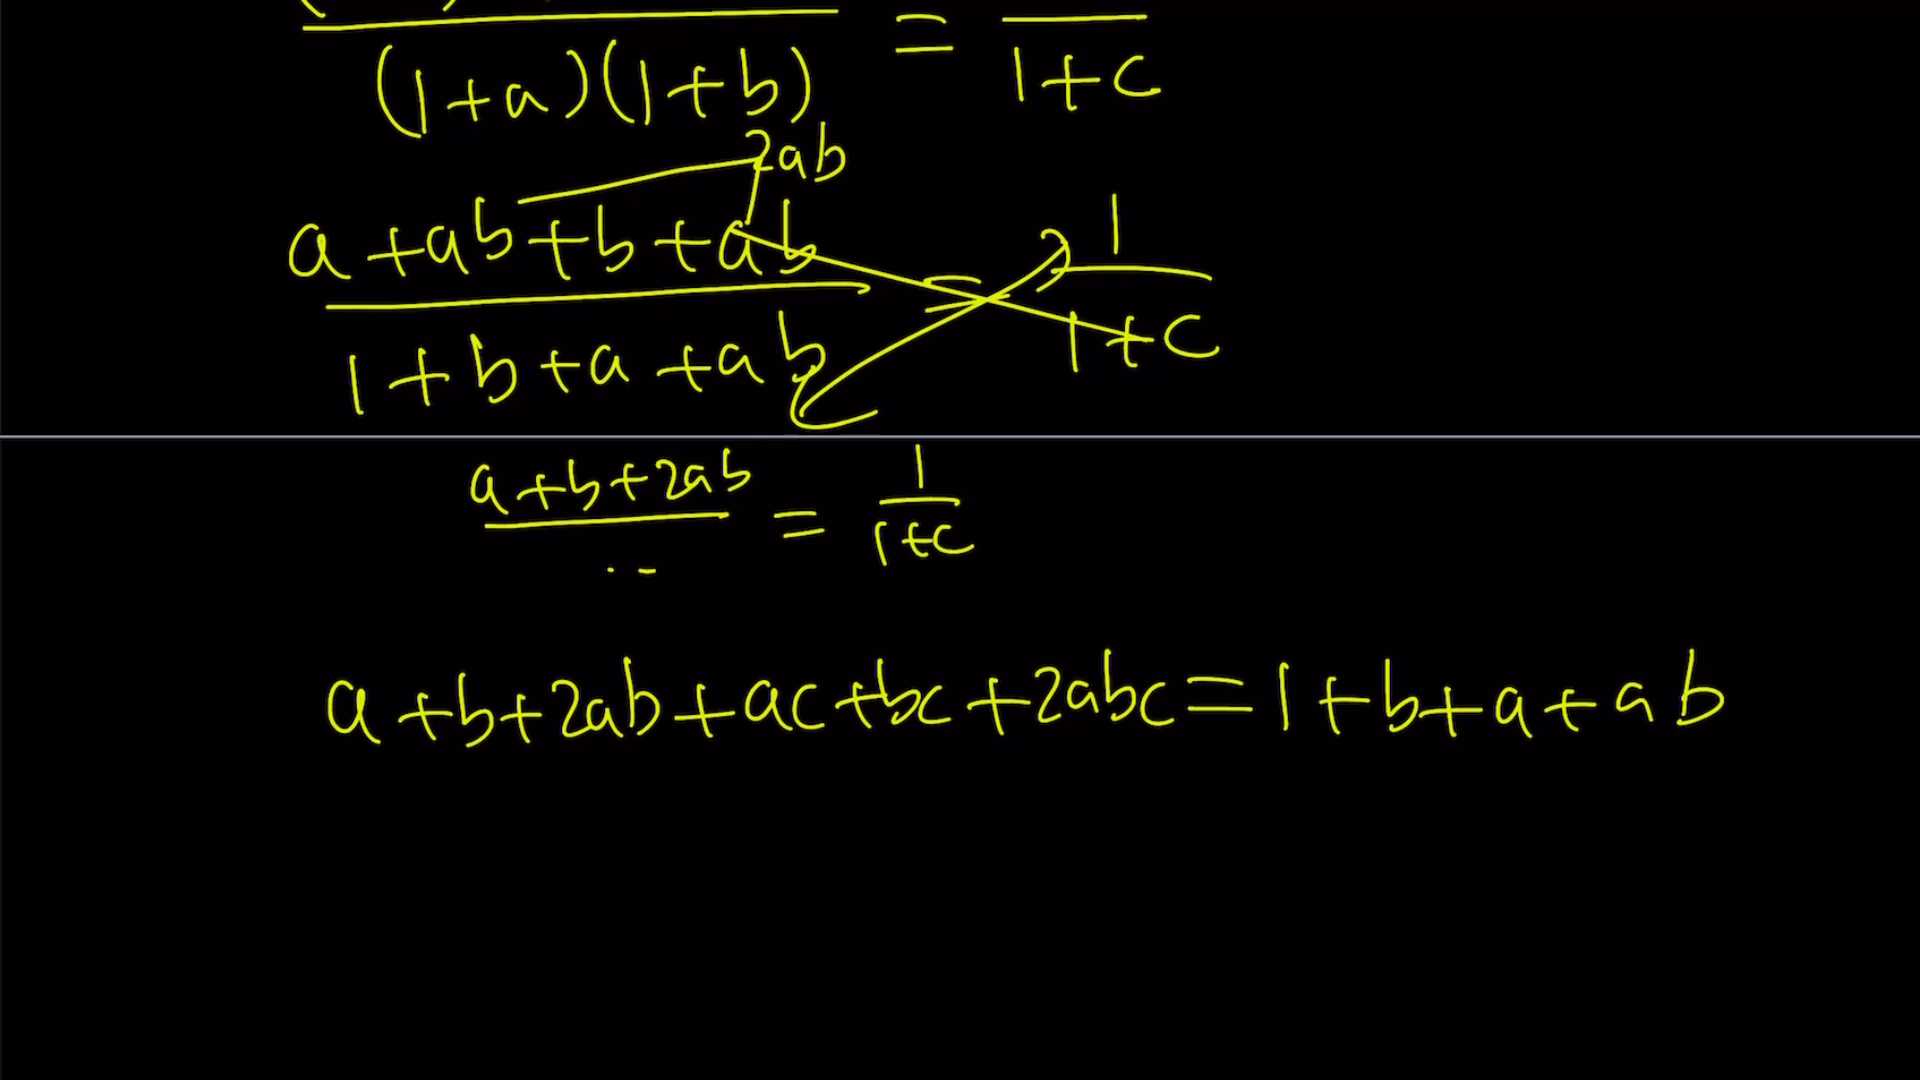 (1+a)(1+b) = 1+c
2ab
a+ab+b+ab = 1
1+b+a+ab 1+c
a+b+2ab = 1
.. 1+c
a+b+2ab+ac+bc+2abc=1+b+a+ab